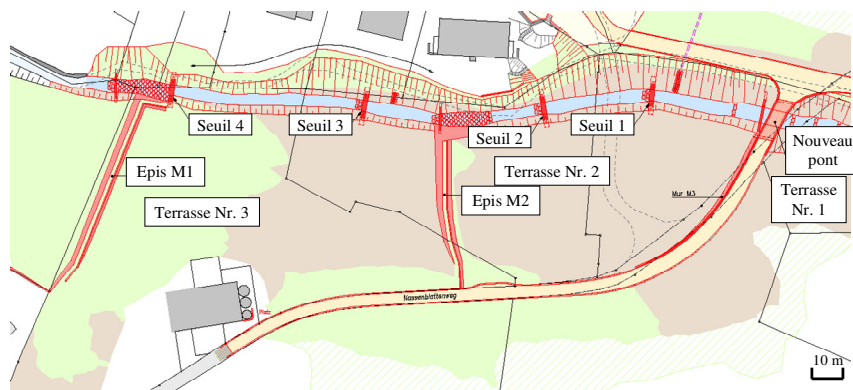 Seuil 4
Seuil 3
Seuil 2
Seuil 1
Nouveau
pont
Epis M1
Terrasse Nr. 2
Epis M2
Mur M3
Terrasse
Nr. 1
Terrasse Nr. 3
Nassenblattenweg
Platz
10 m